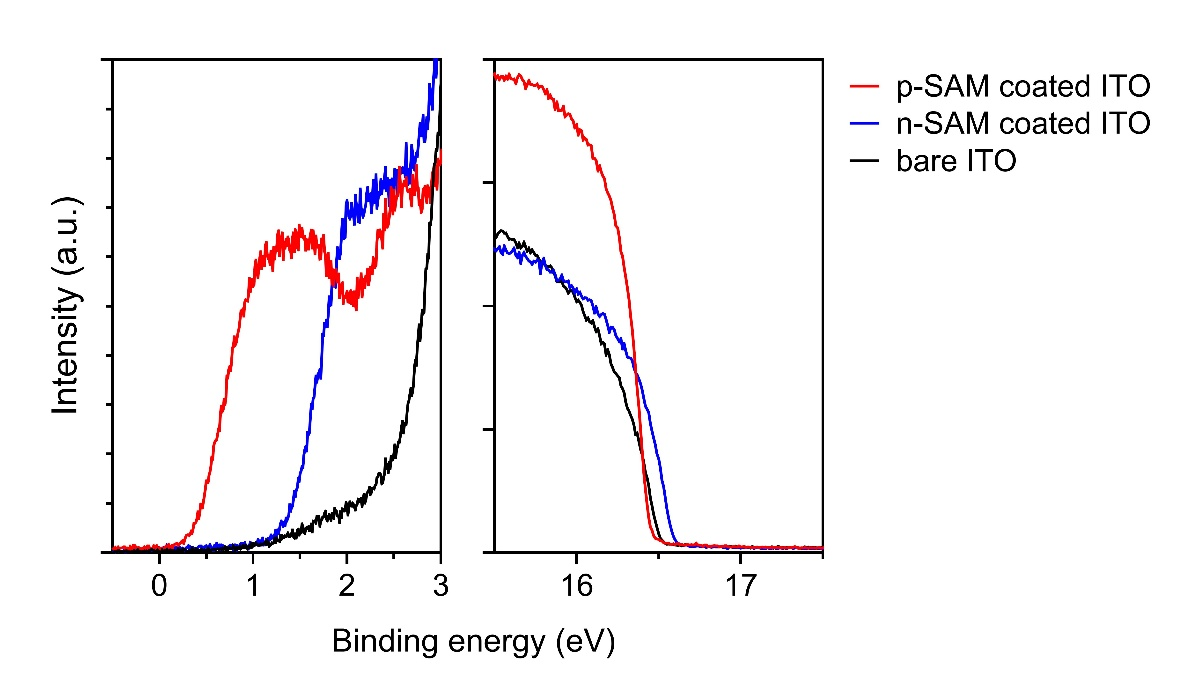 p-SAM coated ITO
n-SAM coated ITO
bare ITO
Intensity (a.u.)
0 1 2 3 16 17
Binding energy (eV)